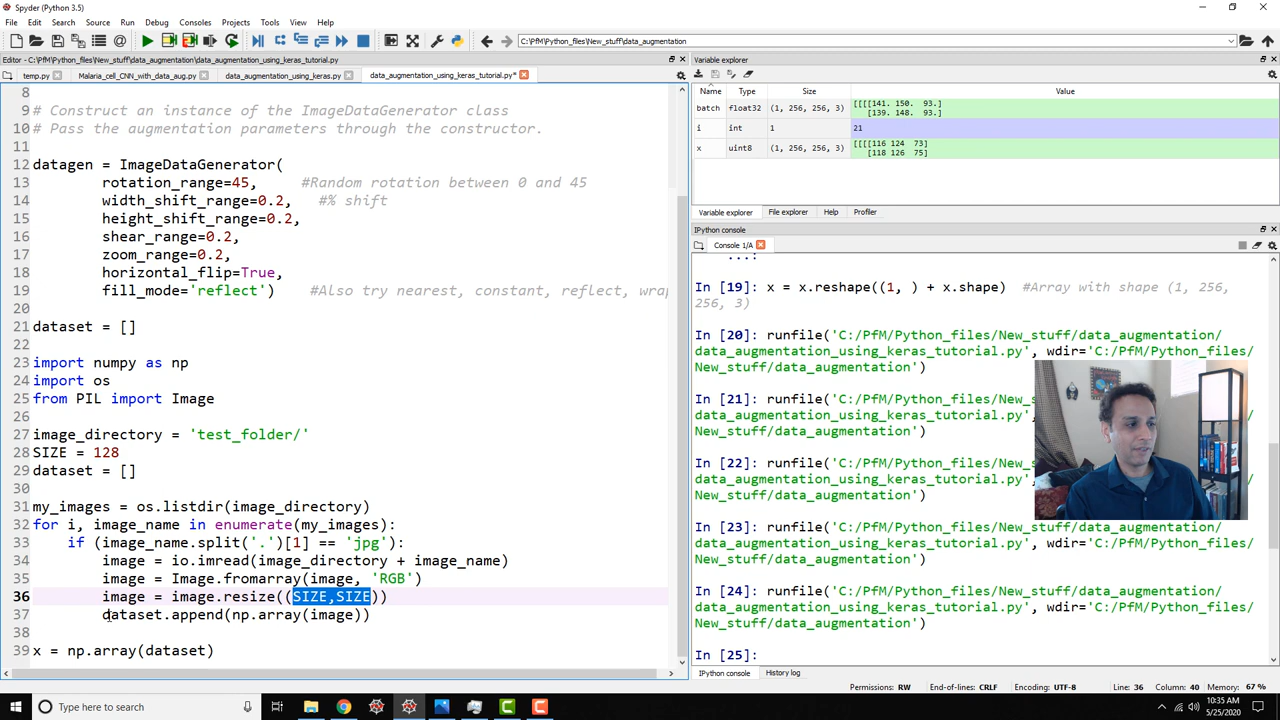 Spyder (Python 3.5)
File Edit Search Source Run Debug Consoles Projects Tools View Help
C:\PfM\Python_files\New_stuff\data_augmentation
Editor - C:\PfM\Python_files\New_stuff\data_augmentation\data_augmentation_using_keras_tutorial.py
temp.py Malaria_cell_CNN_with_data_aug.py data_augmentation_using_keras.py data_augmentation_using_keras_tutorial.py*
8
9 # Construct an instance of the ImageDataGenerator class
10 # Pass the augmentation parameters through the constructor.
11
12 datagen = ImageDataGenerator(
13 rotation_range=45, #Random rotation between 0 and 45
14 width_shift_range=0.2, #% shift
15 height_shift_range=0.2,
16 shear_range=0.2,
17 zoom_range=0.2,
18 horizontal_flip=True,
19 fill_mode='reflect') #Also try nearest, constant, reflect, wrap
20
21 dataset = []
22
23 import numpy as np
24 import os
25 from PIL import Image
26
27 image_directory = 'test_folder/'
28 SIZE = 128
29 dataset = []
30
31 my_images = os.listdir(image_directory)
32 for i, image_name in enumerate(my_images):
33 if (image_name.split('.')[1] == 'jpg'):
34 image = io.imread(image_directory + image_name)
35 image = Image.fromarray(image, 'RGB')
36 image = image.resize((SIZE,SIZE))
37 dataset.append(np.array(image))
38
39 x = np.array(dataset)
Variable explorer
Name Type Size Value
batch float32 (1, 256, 256, 3) [[[[141. 150. 93.]
[139. 148. 93.]
i int 1 21
x uint8 (1, 256, 256, 3) [[[[116 124 73]
[118 126 75]
Variable explorer File explorer Help Profiler
IPython console
Console 1/A
...:
In [19]: x = x.reshape((1, ) + x.shape) #Array with shape (1, 256,
256, 3)
In [20]: runfile('C:/PfM/Python_files/New_stuff/data_augmentation/
data_augmentation_using_keras_tutorial.py', wdir='C:/PfM/Python_files/
New_stuff/data_augmentation')
In [21]: runfile('C:/PfM/Python_files/New_stuff/data_augmentation/
data_augmentation_using_keras_tutorial.py',
New_stuff/data_augmentation')
In [22]: runfile('C:/PfM/Python_files/
data_augmentation_using_keras_tutorial.py',
New_stuff/data_augmentation')
In [23]: runfile('C:/PfM/Python_files/New_stuff/data_augmentation/
data_augmentation_using_keras_tutorial.py', wdir='C:/PfM/Python_files/
New_stuff/data_augmentation')
In [24]: runfile('C:/PfM/Python_files/New_stuff/data_augmentation/
data_augmentation_using_keras_tutorial.py', wdir='C:/PfM/Python_files/
New_stuff/data_augmentation')
In [25]:
IPython console History log
Permissions: RW End-of-lines: CRLF Encoding: UTF-8 Line: 36 Column: 40 Memory: 67 %
Type here to search
10:35 AM
5/25/2020